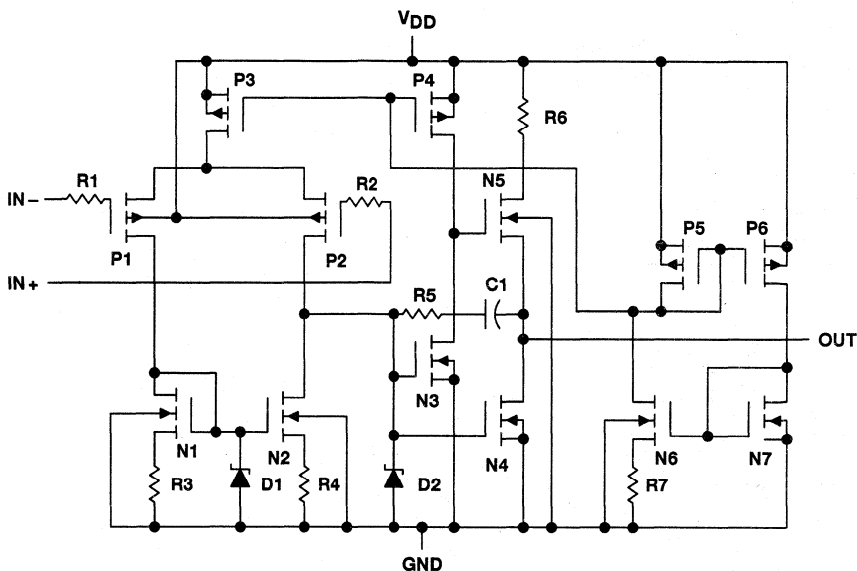 VDD
P3
P4
R6
R1
R2
N5
IN−
P5
P6
P1
P2
IN+
C1
R5
OUT
N3
N1
N2
N4
N6
N7
R3
D1
R4
D2
R7
GND